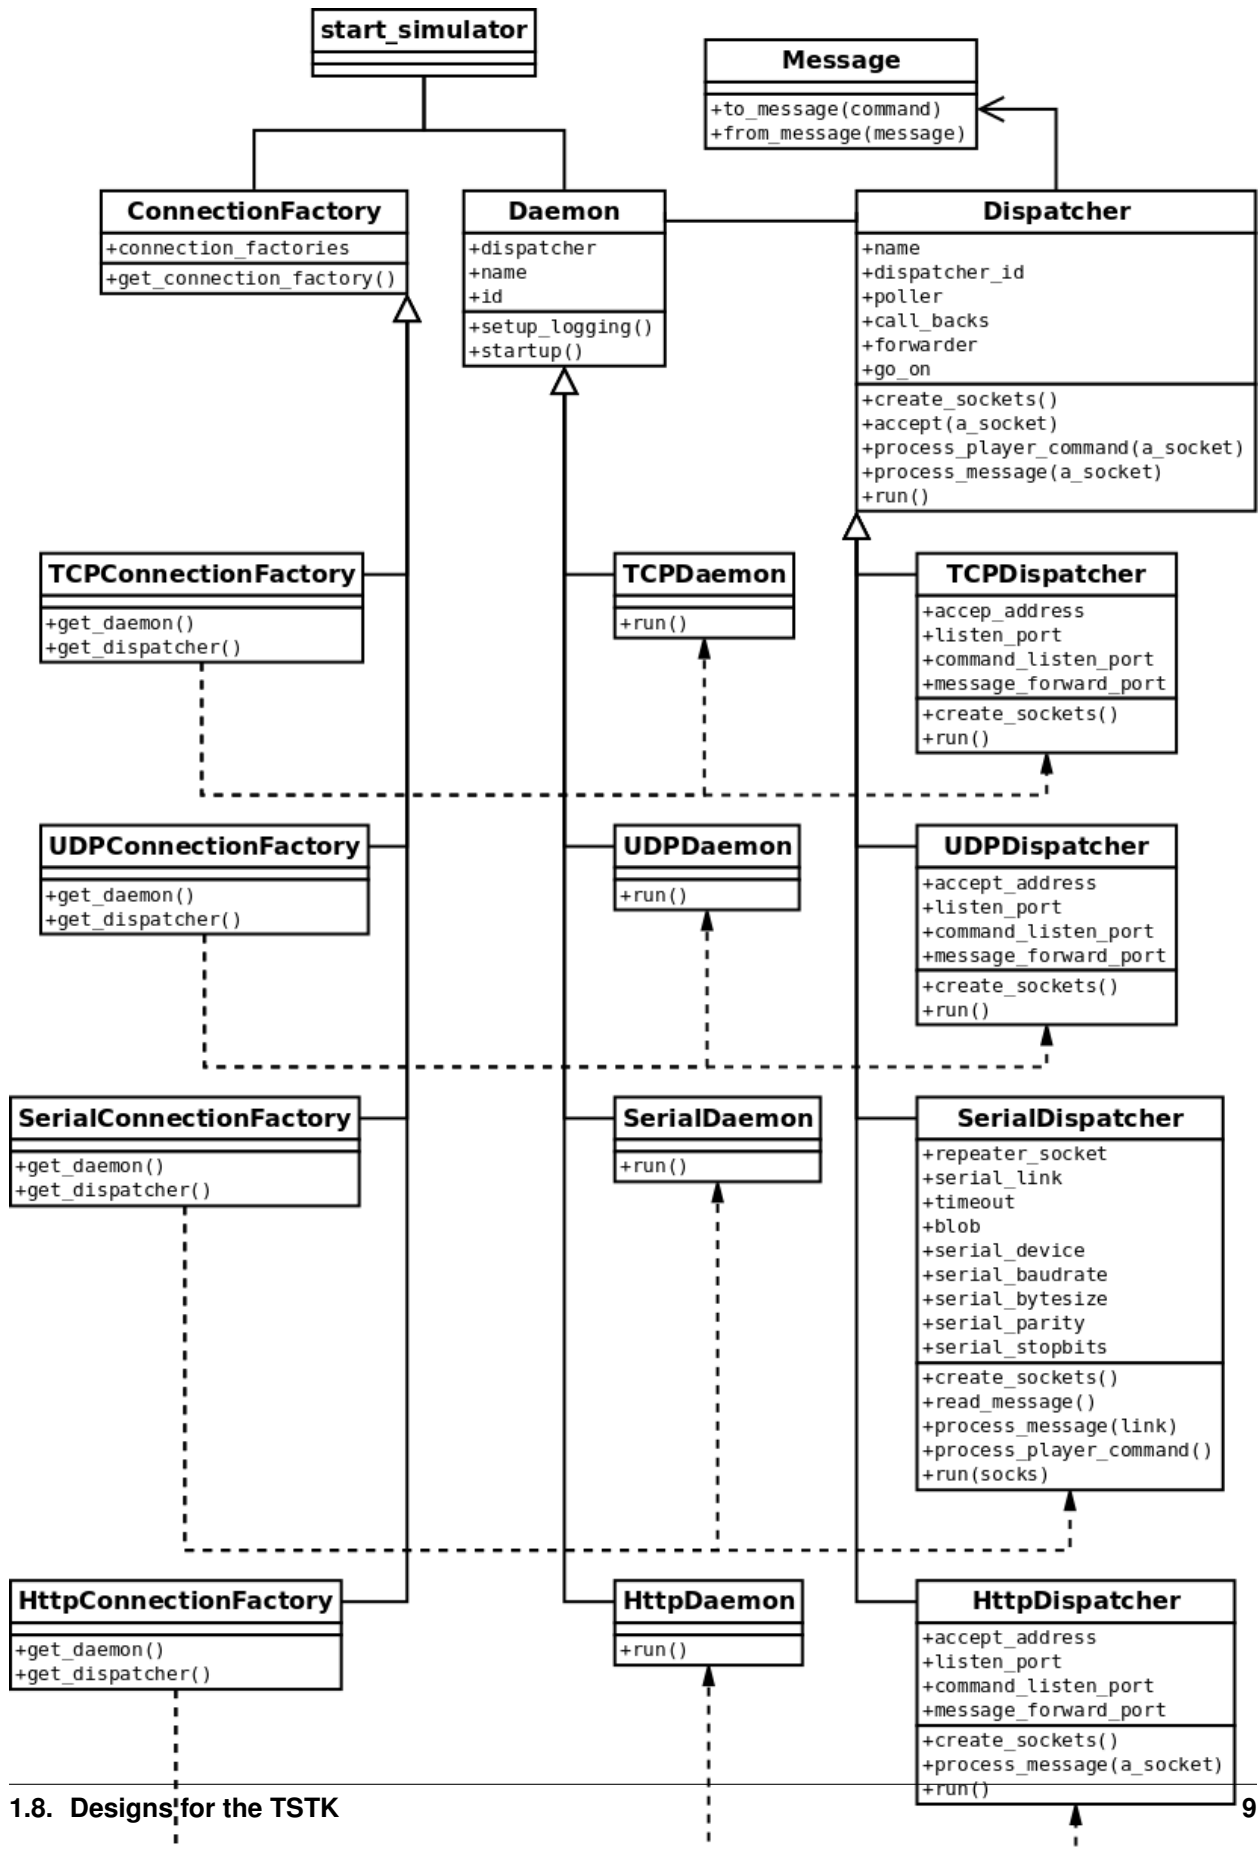 start_simulator
Message
+to_message(command)
+from_message(message)
ConnectionFactory
+connection_factories
+get_connection_factory()
Daemon
+dispatcher
+name
+id
+setup_logging()
+startup()
Dispatcher
+name
+dispatcher_id
+poller
+call_backs
+forwarder
+go_on
+create_sockets()
+accept(a_socket)
+process_player_command(a_socket)
+process_message(a_socket)
+run()
TCPConnectionFactory
+get_daemon()
+get_dispatcher()
TCPDaemon
+run()
TCPDispatcher
+accep_address
+listen_port
+command_listen_port
+message_forward_port
+create_sockets()
+run()
UDPConnectionFactory
+get_daemon()
+get_dispatcher()
UDPDaemon
+run()
UDPDispatcher
+accept_address
+listen_port
+command_listen_port
+message_forward_port
+create_sockets()
+run()
SerialConnectionFactory
+get_daemon()
+get_dispatcher()
SerialDaemon
+run()
SerialDispatcher
+repeater_socket
+serial_link
+timeout
+blob
+serial_device
+serial_baudrate
+serial_bytesize
+serial_parity
+serial_stopbits
+create_sockets()
+read_message()
+process_message(link)
+process_player_command()
+run(socks)
HttpConnectionFactory
+get_daemon()
+get_dispatcher()
HttpDaemon
+run()
HttpDispatcher
+accept_address
+listen_port
+command_listen_port
+message_forward_port
+create_sockets()
+process_message(a_socket)
+run()
1.8. Designs for the TSTK 9